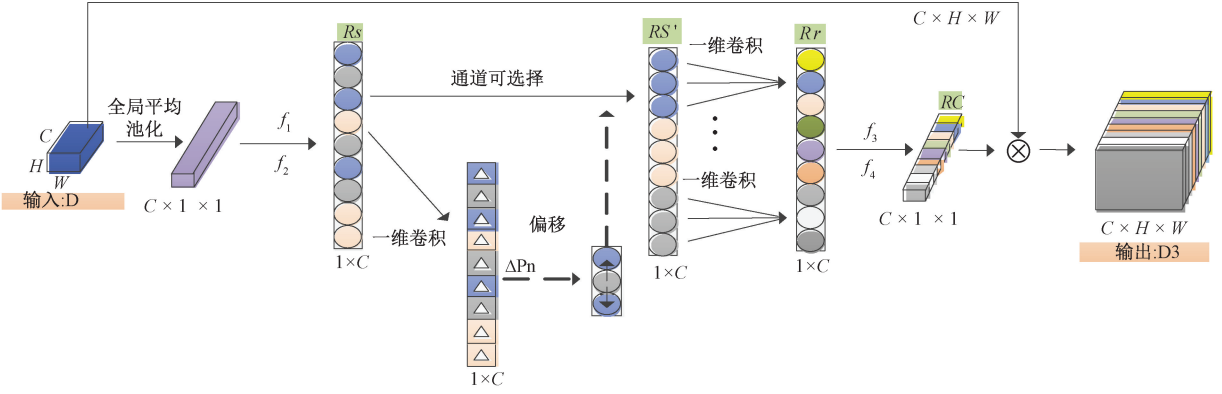 C × H × W
Rs
RS'
Rr
一维卷积
通道可选择
全局平均
池化
C
H
W
输入:D
C × 1 × 1
f1
f2
一维卷积
1×C
偏移
ΔPn
1×C
一维卷积
1×C
1×C
f3
f4
RC
C × 1 × 1
C × H × W
输出:D3